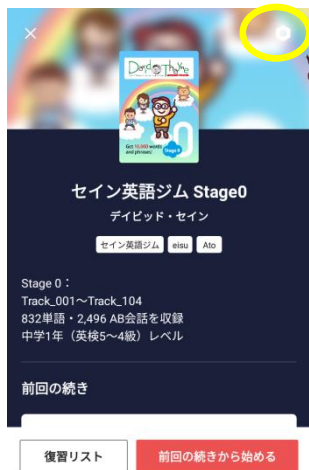 Dando Thyke
Get 10,000 words
and phrases!
Stage 0
セイン英語ジム Stage0
デイビッド・セイン
セイン英語ジム eisu Ato
Stage 0：
Track_001〜Track_104
832単語・2,496 AB会話を収録
中学1年（英検5〜4級）レベル
前回の続き
復習リスト 前回の続きから始める